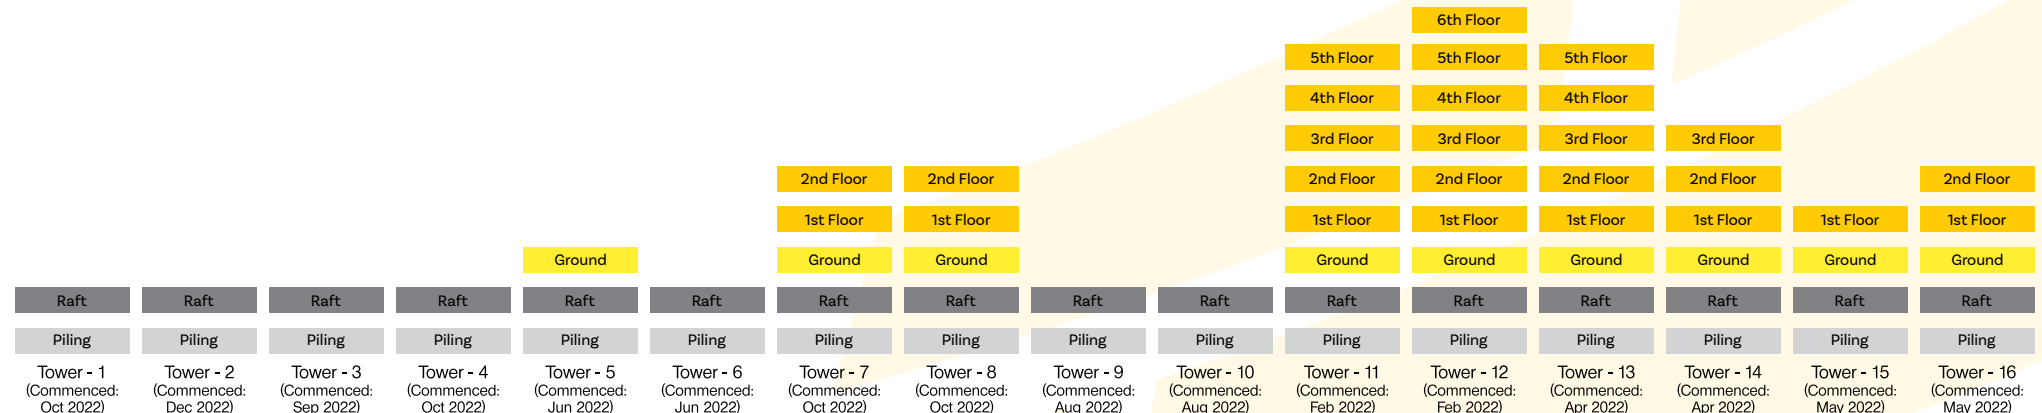 6th Floor
5th Floor 5th Floor 5th Floor
4th Floor 4th Floor 4th Floor
3rd Floor 3rd Floor 3rd Floor 3rd Floor
2nd Floor 2nd Floor 2nd Floor 2nd Floor 2nd Floor 2nd Floor 2nd Floor
1st Floor 1st Floor 1st Floor 1st Floor 1st Floor 1st Floor 1st Floor 1st Floor
Ground Ground Ground Ground Ground Ground Ground Ground Ground
Raft Raft Raft Raft Raft Raft Raft Raft Raft Raft Raft Raft Raft Raft Raft Raft
Piling Piling Piling Piling Piling Piling Piling Piling Piling Piling Piling Piling Piling Piling Piling Piling
Tower - 1 Tower - 2 Tower - 3 Tower - 4 Tower - 5 Tower - 6 Tower - 7 Tower - 8 Tower - 9 Tower - 10 Tower - 11 Tower - 12 Tower - 13 Tower - 14 Tower - 15 Tower - 16
(Commenced: (Commenced: (Commenced: (Commenced: (Commenced: (Commenced: (Commenced: (Commenced: (Commenced: (Commenced: (Commenced: (Commenced: (Commenced: (Commenced: (Commenced: (Commenced:
Oct 2022) Dec 2022) Sep 2022) Oct 2022) Jun 2022) Jun 2022) Oct 2022) Oct 2022) Aug 2022) Aug 2022) Feb 2022) Feb 2022) Apr 2022) Apr 2022) May 2022) May 2022)